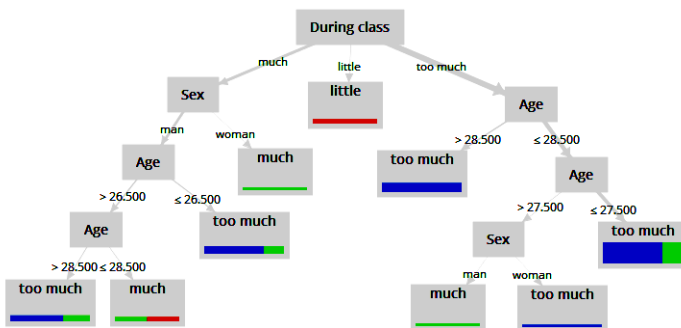 During class
much
little
too much
Sex
little
Age
man
woman
> 28.500
≤ 28.500
Age
much
too much
Age
> 26.500
≤ 26.500
> 27.500
≤ 27.500
Age
too much
Sex
too much
> 28.500
≤ 28.500
man
woman
too much
much
much
too much